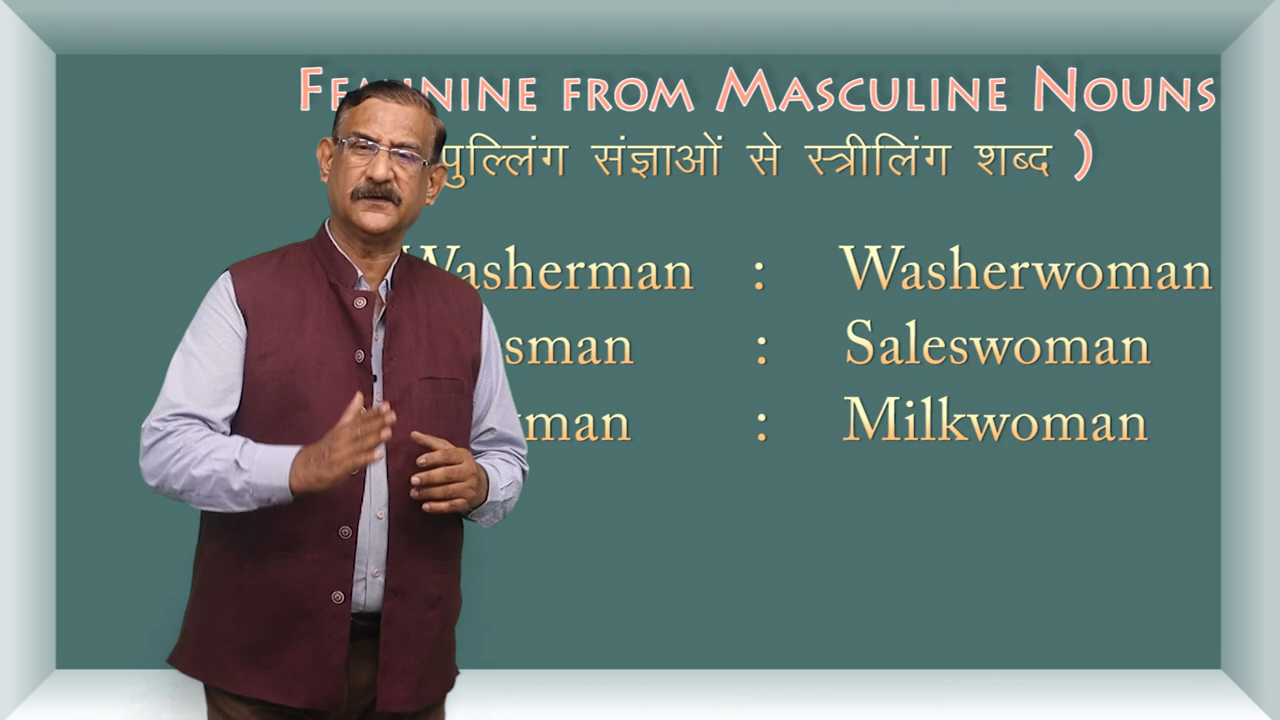 from Masculine Nouns
पुल्लिंग संज्ञाओं से स्त्रीलिंग शब्द )
Washerman : Washerwoman
: Saleswoman
: Milkwoman